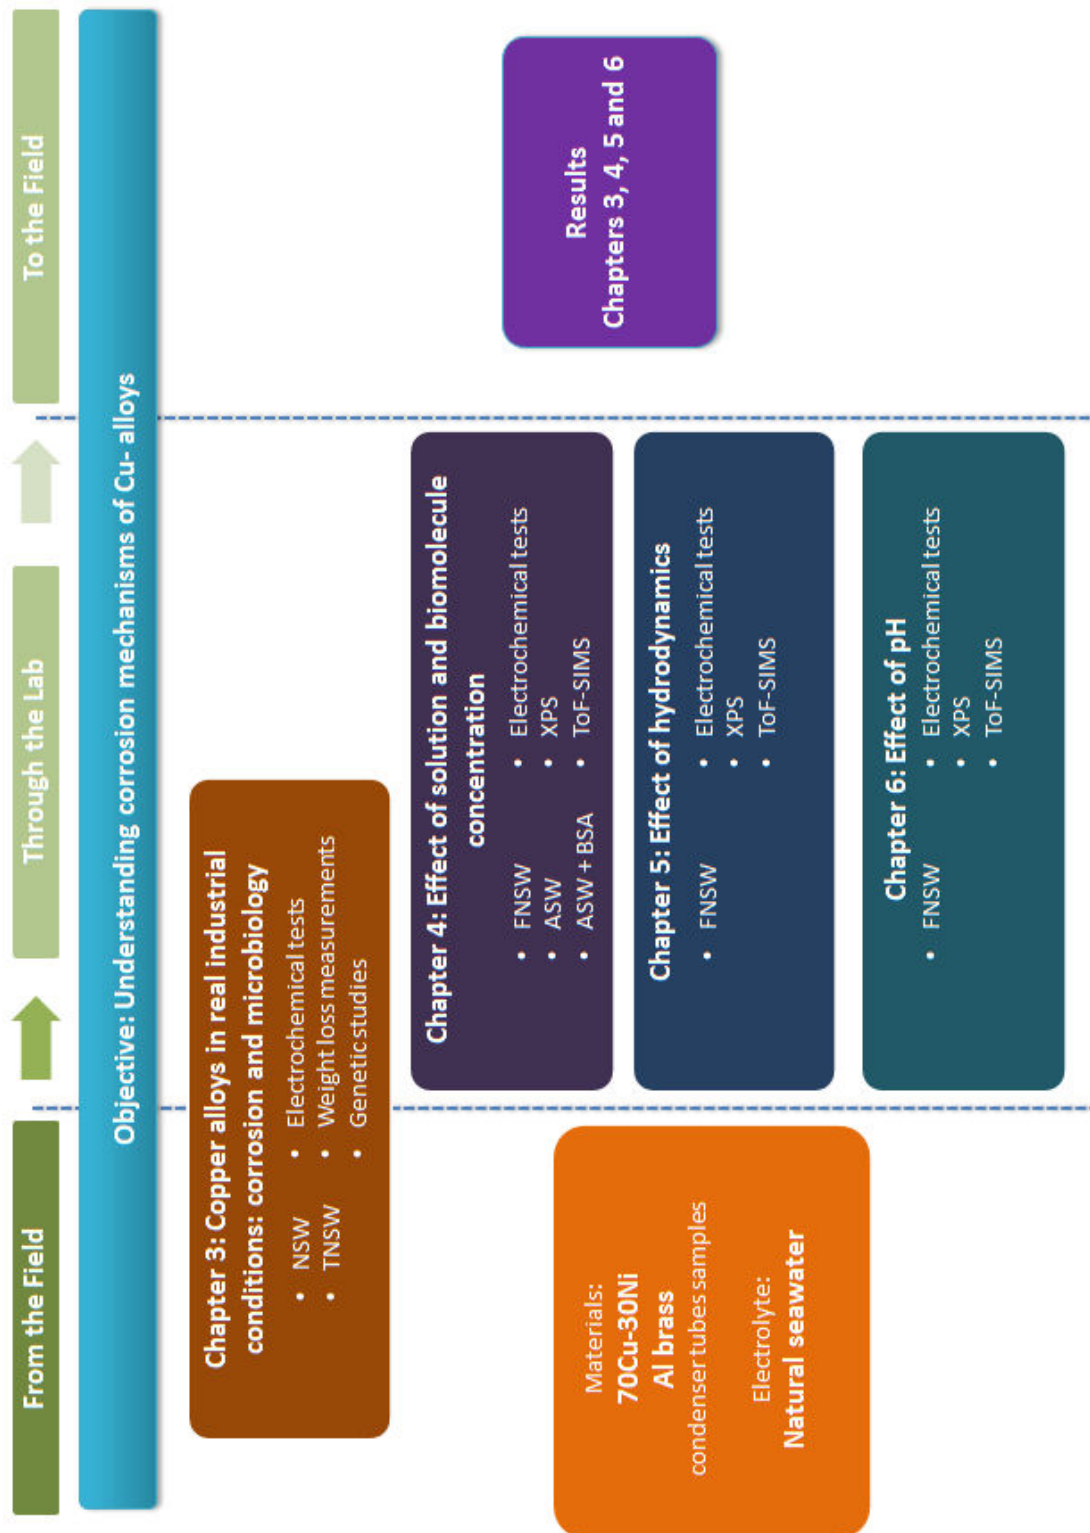 From the Field
Through the Lab
To the Field
Objective: Understanding corrosion mechanisms of Cu- alloys
Chapter 3: Copper alloys in real industrial
conditions: corrosion and microbiology
• NSW
• TNSW
• Electrochemical tests
• Weight loss measurements
• Genetic studies
Materials:
70Cu-30Ni
Al brass
condenser tubes samples
Electrolyte:
Natural seawater
Chapter 4: Effect of solution and biomolecule
concentration
• FNSW
• ASW
• ASW + BSA
• Electrochemical tests
• XPS
• ToF-SIMS
Chapter 5: Effect of hydrodynamics
• FNSW
• Electrochemical tests
• XPS
• ToF-SIMS
Chapter 6: Effect of pH
• FNSW
• Electrochemical tests
• XPS
• ToF-SIMS
Results
Chapters 3, 4, 5 and 6